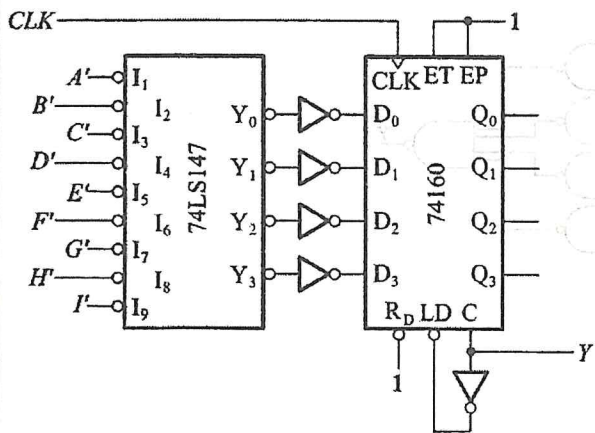 CLK
1
A' I₁
B' I₂
C' I₃
D' I₄
E' I₅
F' I₆
G' I₇
H' I₈
I' I₉
74LS147
Y₀
Y₁
Y₂
Y₃
CLK ET EP
D₀ Q₀
D₁ Q₁
D₂ Q₂
D₃ Q₃
74160
R_D LD C
1
Y